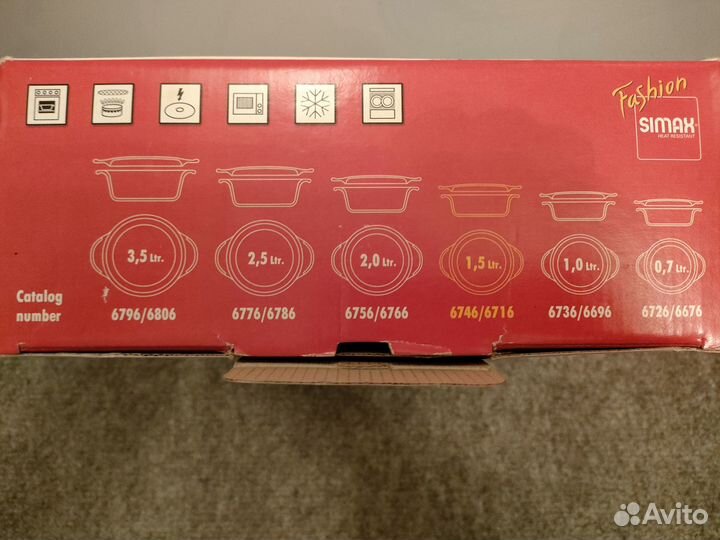 Fashion
SIMAX
HEAT RESISTANT
3,5 Ltr. 2,5 Ltr. 2,0 Ltr. 1,5 Ltr. 1,0 Ltr. 0,7 Ltr.
Catalog
number 6796/6806 6776/6786 6756/6766 6746/6716 6736/6696 6726/6676
Avito